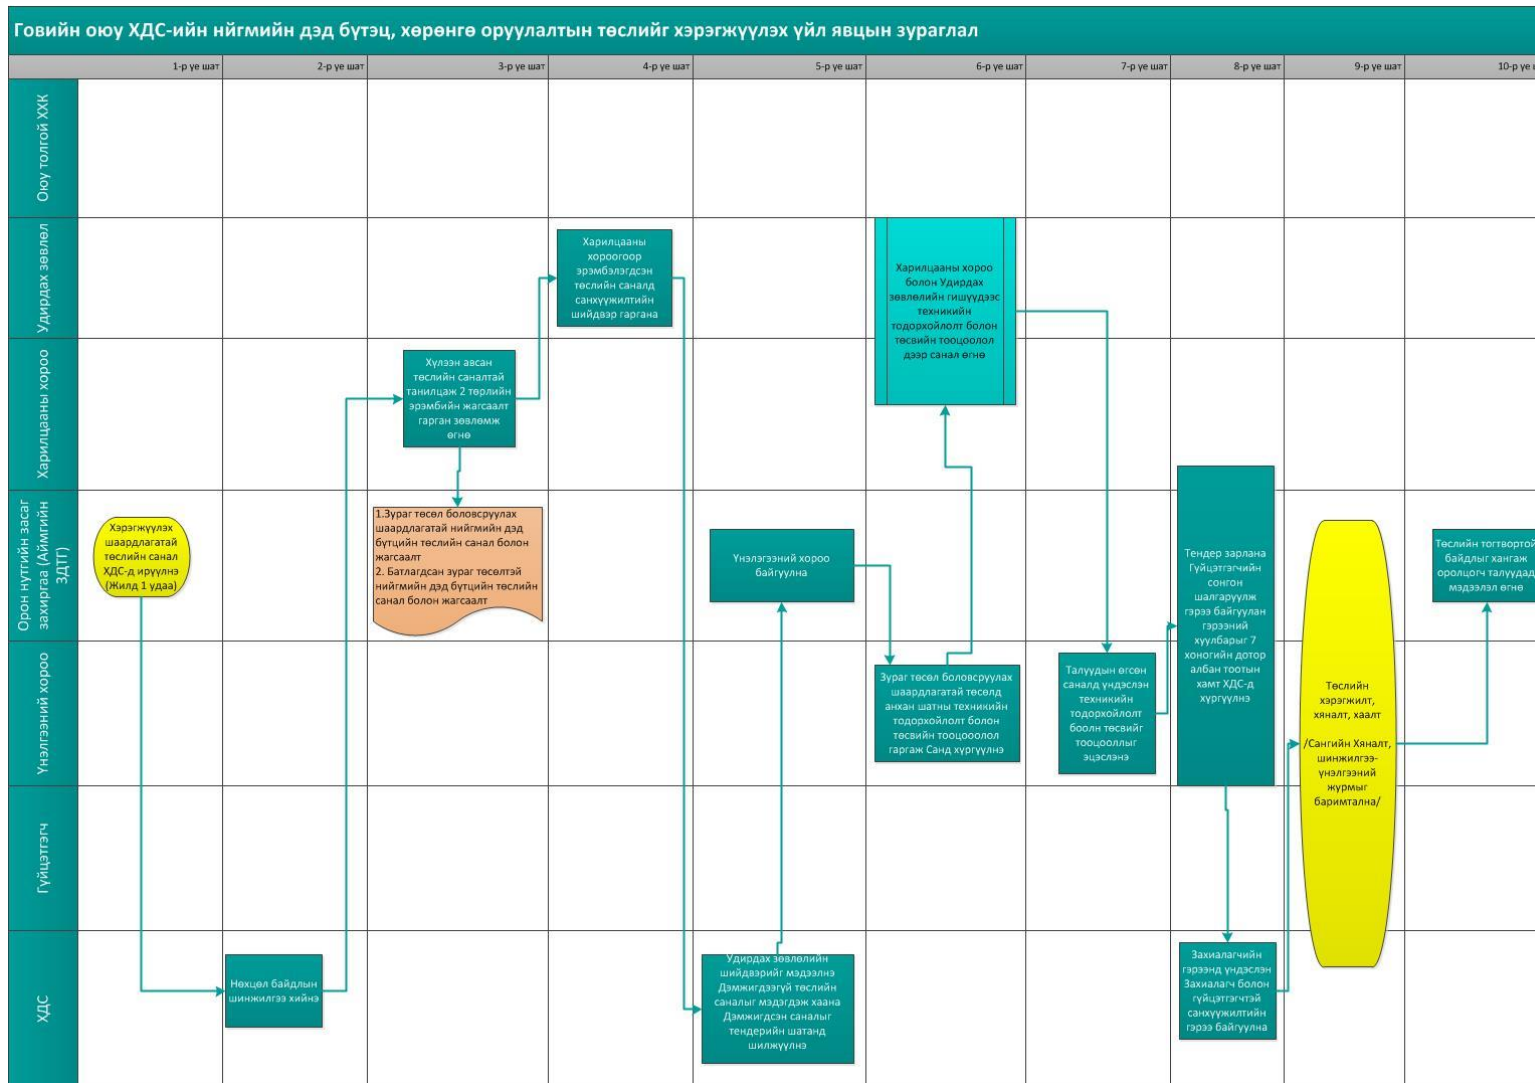 Говийн оюу ХДС-ийн нйгмийн дэд бүтэц, хөрөнгө оруулалтын төслийг хэрэгжүүлэх үйл явцын зураглал
1-р үе шат
2-р үе шат
3-р үе шат
4-р үе шат
5-р үе шат
6-р үе шат
7-р үе шат
8-р үе шат
9-р үе шат
10-р үе
Оюу толгой ХХК
Удирдах зөвлөл
Харилцааны
хороогоор
эрэмбэлэгдсэн
төслийн саналд
санхүүжилтийн
шийдвэр гаргана
Харилцааны хороо
болон Удирдах
зөвлөлийн гишүүдээс
техникийн
тодорхойлолт болон
төсвийн тооцоолол
дээр санал өгнө
Харилцааны хороо
Хүлээн авсан
төслийн саналтай
танилцаж 2 төрлийн
эрэмбийн жагсаалт
гарган зөвлөмж
өгнө
Орон нутгийн засаг
захиргаа (Аймгийн
ЗДТГ)
Хэрэгжүүлэх
шаардлагатай
төслийн санал
ХДС-д ирүүлнэ
(Жилд 1 удаа)
1.Зураг төсөл боловсруулах
шаардлагатай нийгмийн дэд
бүтцийн төслийн санал болон
жагсаалт
2. Батлагдсан зураг төсөлтэй
нийгмийн дэд бүтцийн төслийн
санал болон жагсаалт
Үнэлгээний хороо
байгуулна
Тендер зарлана
Гүйцэтгэгчийн
сонгон
шалгаруулж
гэрээ байгуулан
гэрээний
хуулбарыг 7
хоногийн дотор
албан тоотын
хамт ХДС-д
хүргүүлнэ
Төслийн тогтвортой
байдлыг хангаж
оролцогч талуудад
мэдээлэл өгнө
Үнэлгээний хороо
Зураг төсөл боловсруулах
шаардлагатай төсөлд
анхан шатны техникийн
тодорхойлолт болон
төсвийн тооцооолол
гаргаж Санд хүргүүлнэ
Талуудын өгсөн
саналд үндэслэн
техникийн
тодорхойлолт
боолн төсвийг
тооцооллыг
эцэслэнэ
Төслийн
хэрэгжилт,
хяналт, хаалт
/Сангийн Хяналт,
шинжилгээ-
үнэлгээний
журмыг
баримтална/
Гүйцэтгэгч
ХДС
Нөхцөл байдлын
шинжилгээ хийнэ
Удирдах зөвлөлийн
шийдвэрийг мэдээлнэ
Дэмжигдээгүй төслийн
саналыг мэдэгдэж хаана
Дэмжигдсэн саналыг
тендерийн шатанд
шилжүүлнэ
Захиалагчийн
гэрээнд үндэслэн
Захиалагч болон
гүйцэтгэгчтэй
санхүүжилтийн
гэрээ байгуулна